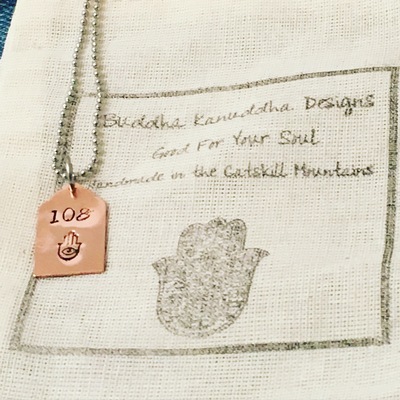 Buddha Kanuddha Designs
Good For Your Soul
Handmade in the Catskill Mountains
108